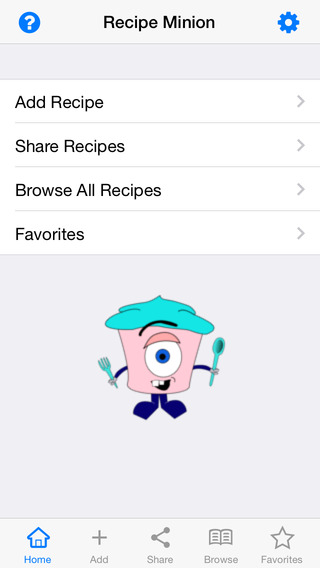 Recipe Minion
Add Recipe
Share Recipes
Browse All Recipes
Favorites
Home
Add
Share
Browse
Favorites